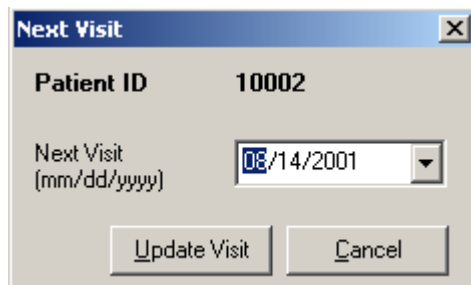 Next Visit
Patient ID 10002
Next Visit 08/14/2001
(mm/dd/yyyy)
Update Visit Cancel